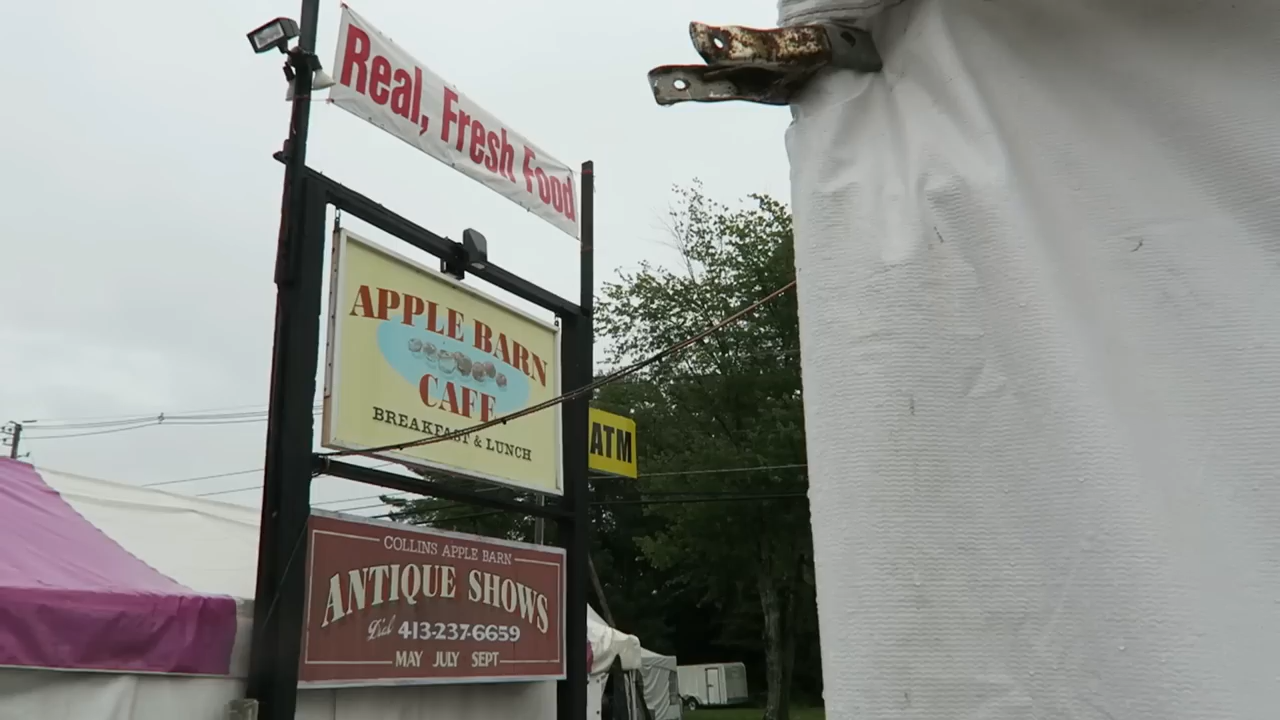 Real, Fresh Food
APPLE BARN
CAFE
BREAKFAST & LUNCH
ATM
COLLINS APPLE BARN
ANTIQUE SHOWS
Dial 413-237-6659
MAY JULY SEPT